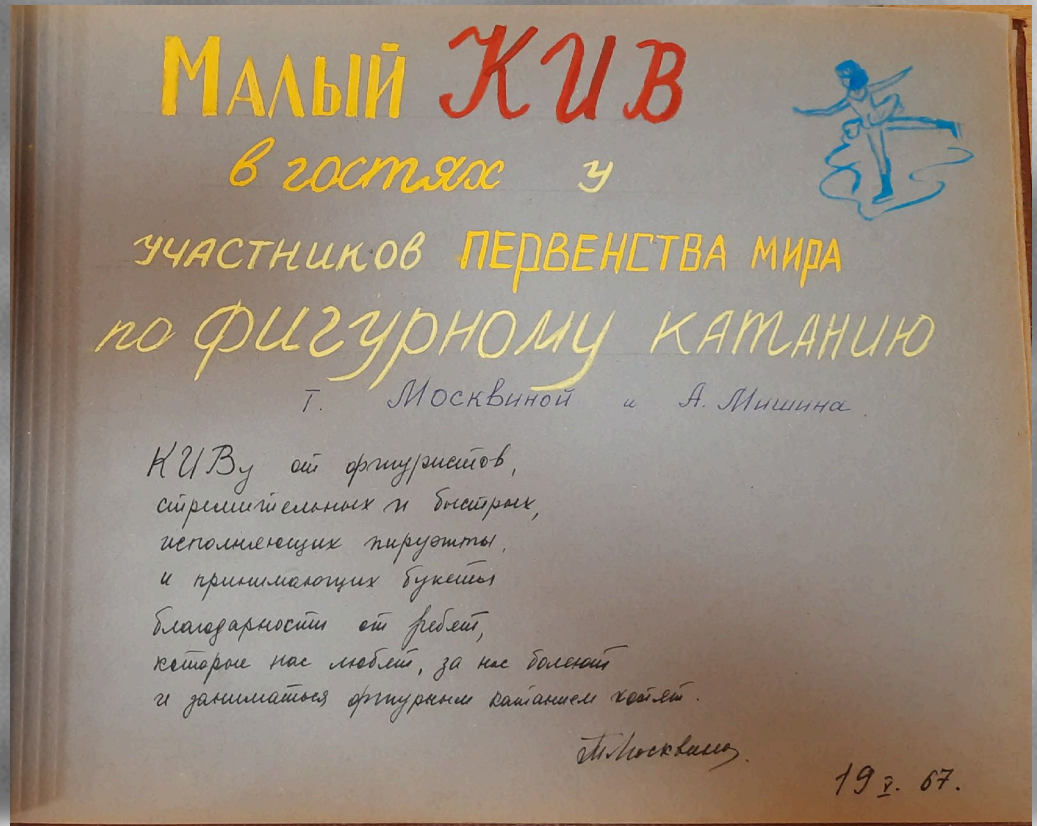 Малый КИВ
в гостях у
участников ПЕРВЕНСТВА МИРА
по фигурному катанию
Т. Москвиной и А. Мишина.
КИВу от фигуристов,
стремительных и быстрых,
исполняющих пируэты,
и принимающих букеты
благодарности от ребят,
которые нас любят, за нас болеют
и заниматься фигурным катанием хотят.
ТМосквина.
19 V. 67.